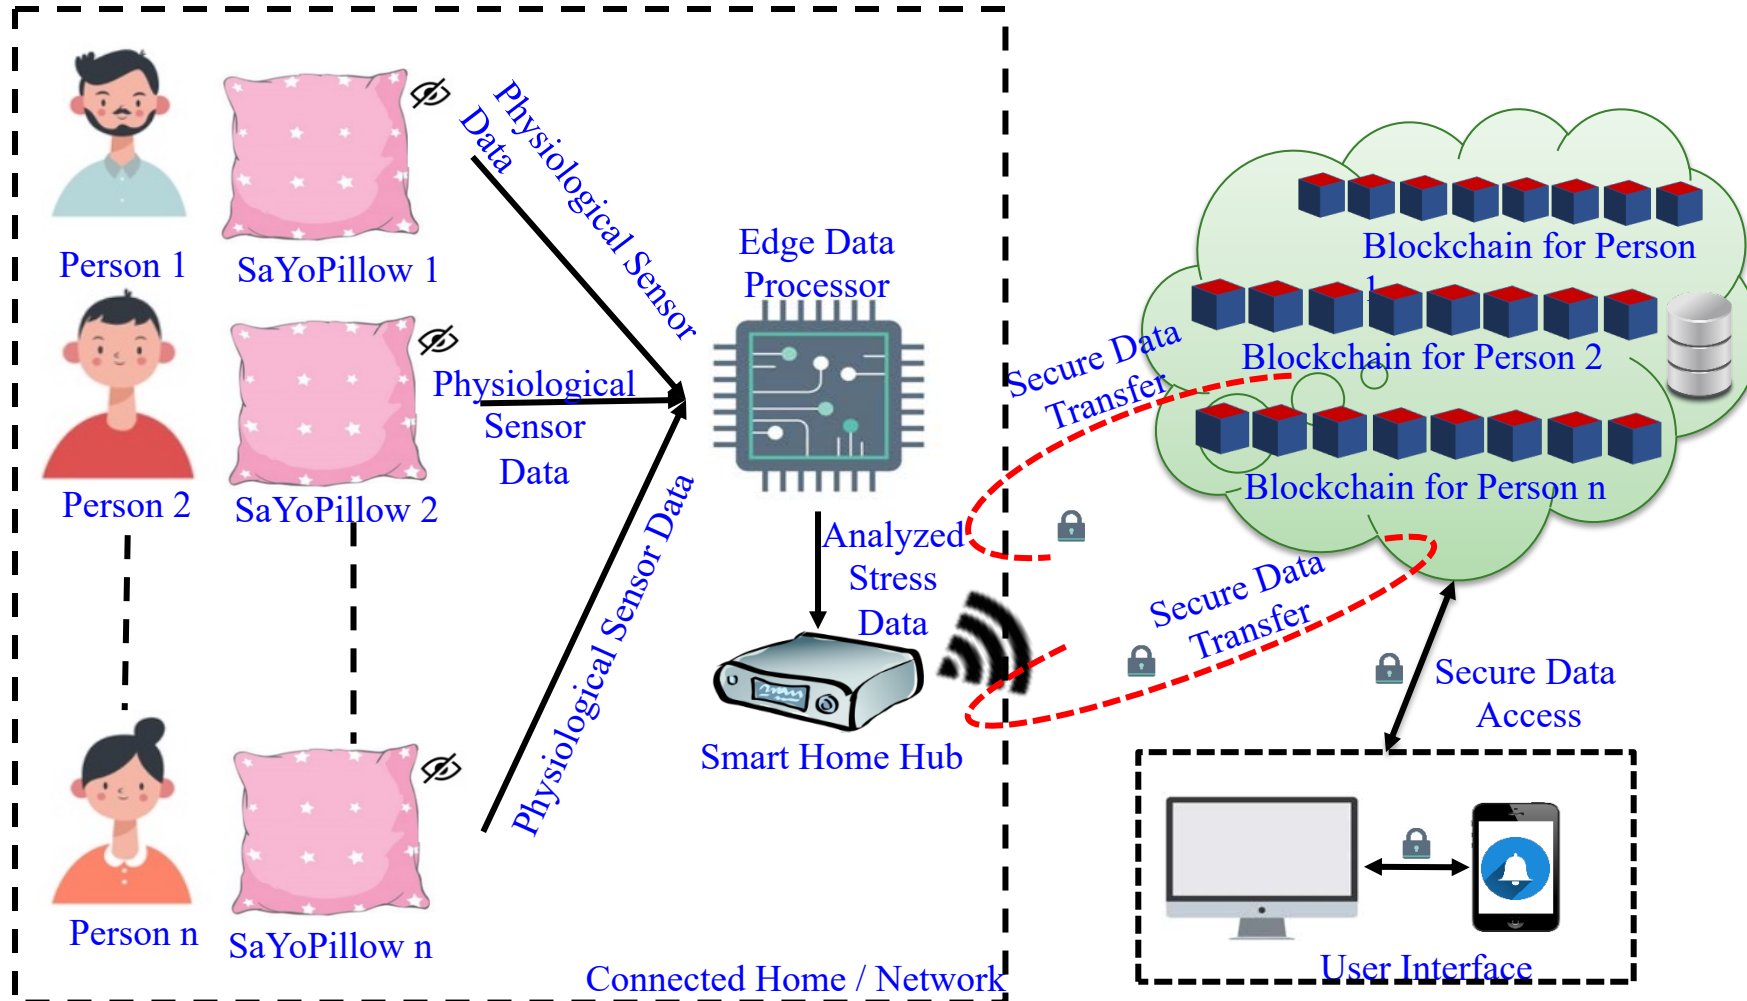 Person 1
SaYoPillow 1
Physiological Sensor
Data
Person 2
SaYoPillow 2
Physiological
Sensor
Data
Person n
SaYoPillow n
Physiological Sensor Data
Edge Data
Processor
Analyzed
Stress
Data
Smart Home Hub
Connected Home / Network
Secure Data
Transfer
Secure Data
Transfer
Blockchain for Person
1
Blockchain for Person 2
Blockchain for Person n
Secure Data
Access
User Interface